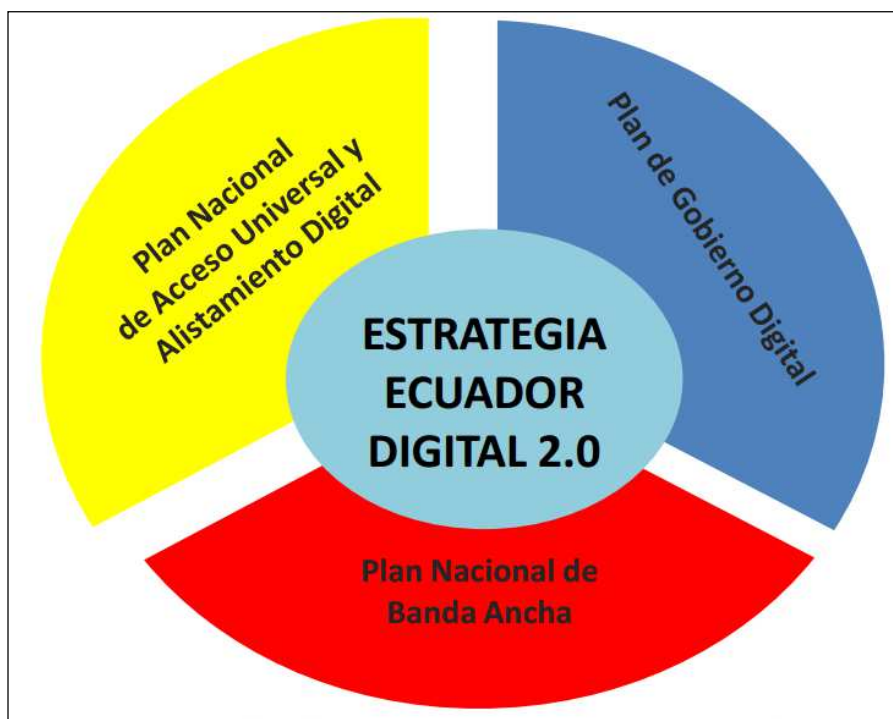 Plan Nacional
de Acceso Universal y
Alistamiento Digital
Plan de Gobierno Digital
ESTRATEGIA
ECUADOR
DIGITAL 2.0
Plan Nacional de
Banda Ancha